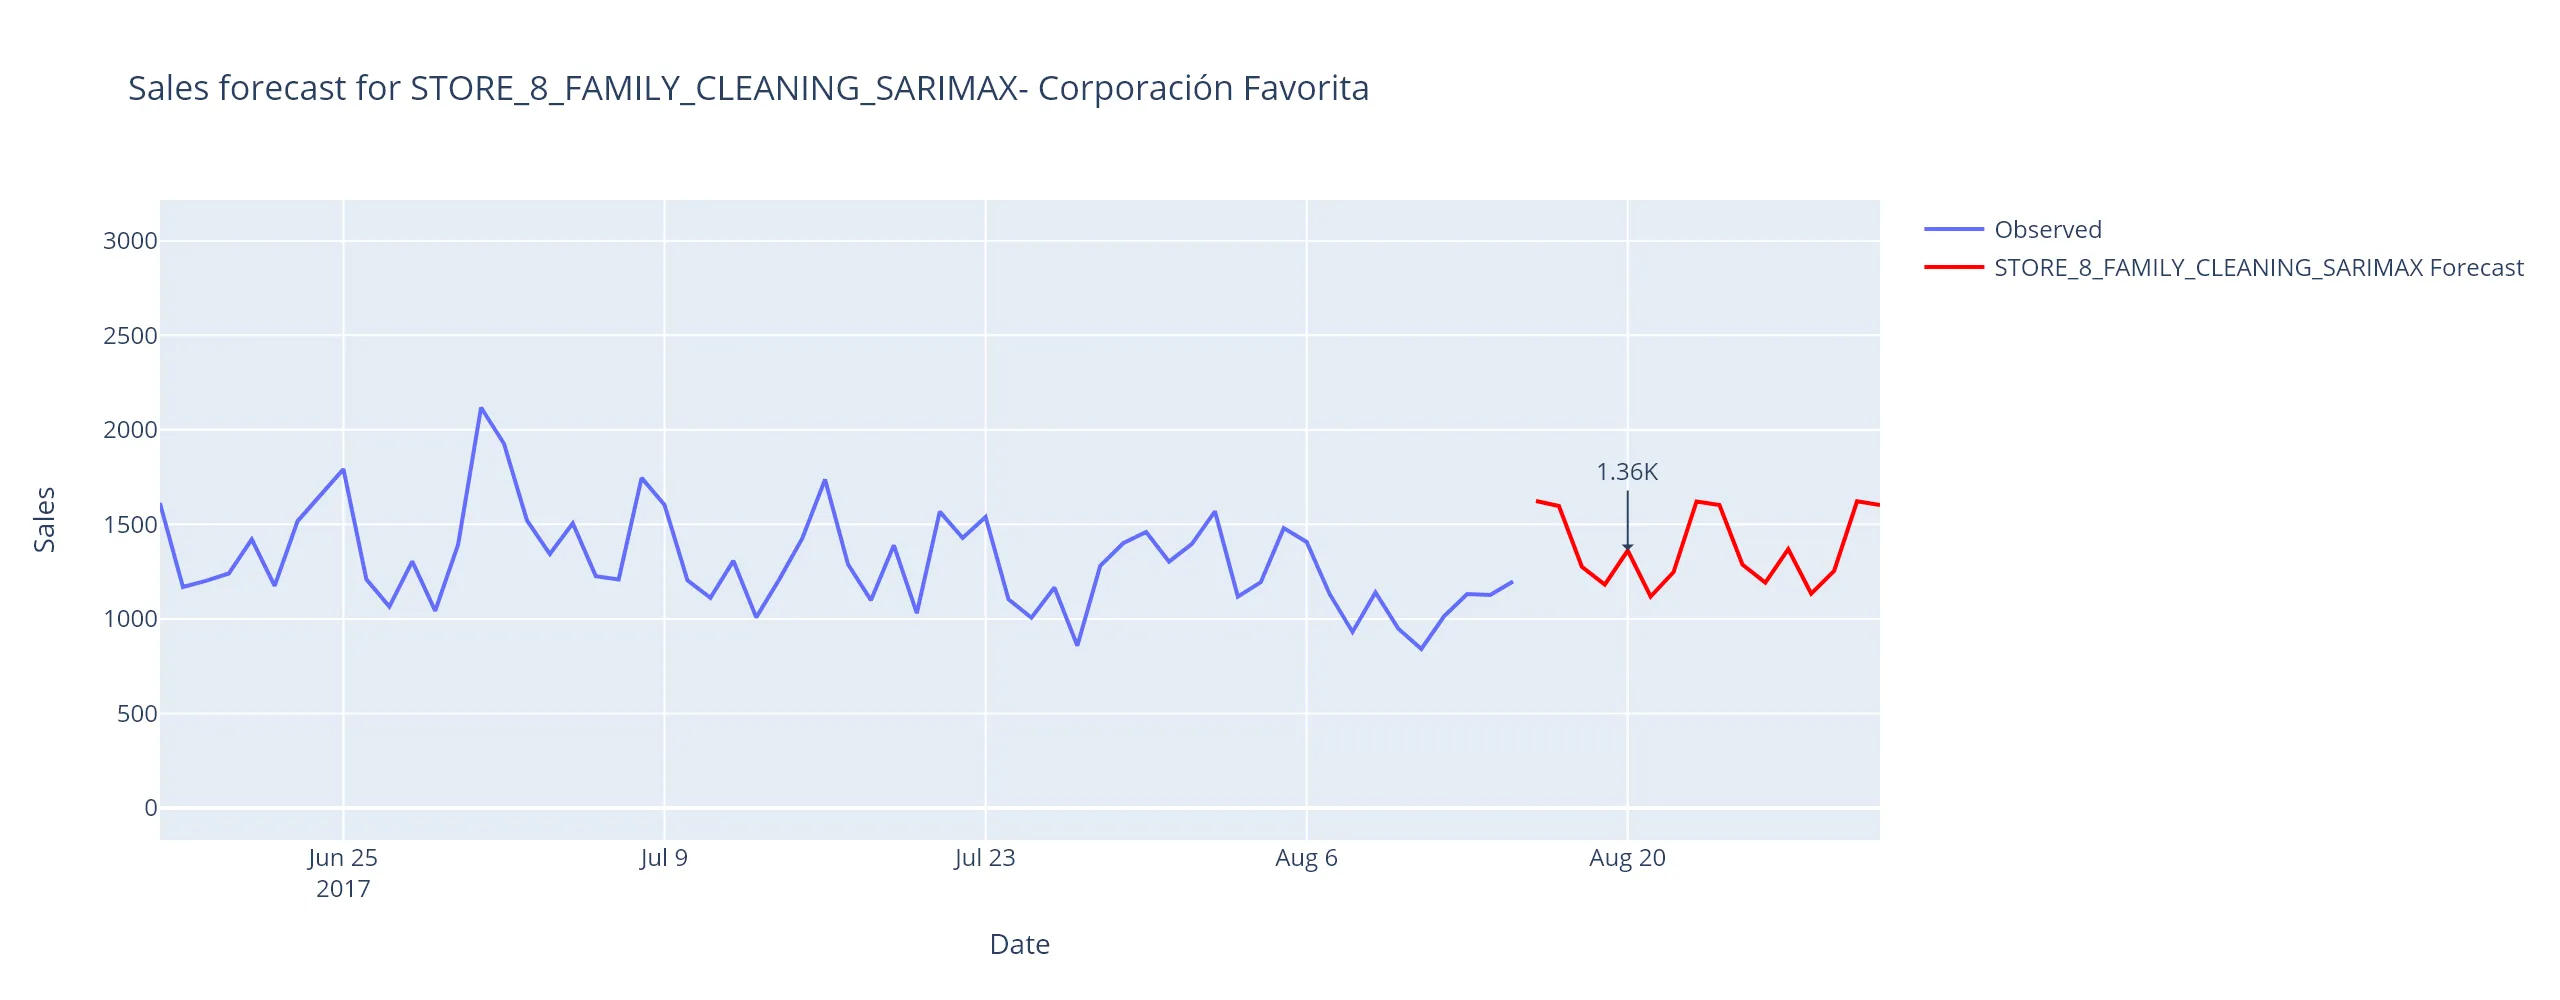 Sales forecast for STORE_8_FAMILY_CLEANING_SARIMAX- Corporación Favorita
Observed
STORE_8_FAMILY_CLEANING_SARIMAX Forecast
3000
2500
2000
1500
1000
500
0
Sales
1.36K
Jun 25
2017
Jul 9
Jul 23
Aug 6
Aug 20
Date